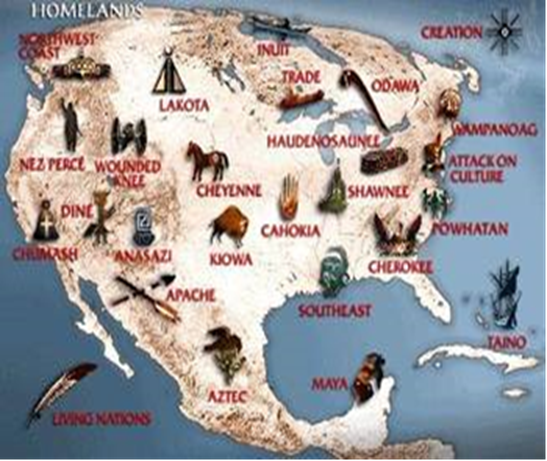 HOMELANDS
CREATION
NORTHWEST
COAST
INUIT
TRADE
ODAWA
LAKOTA
WAMPANOAG
HAUDENOSAUNEE
NEZ PERCE
WOUNDED
KNEE
ATTACK ON
CULTURE
CHEYENNE
SHAWNEE
DINÉ
POWHATAN
CAHOKIA
CHUMASH
ANASAZI
KIOWA
CHEROKEE
APACHE
SOUTHEAST
TAINO
MAYA
AZTEC
LIVING NATIONS